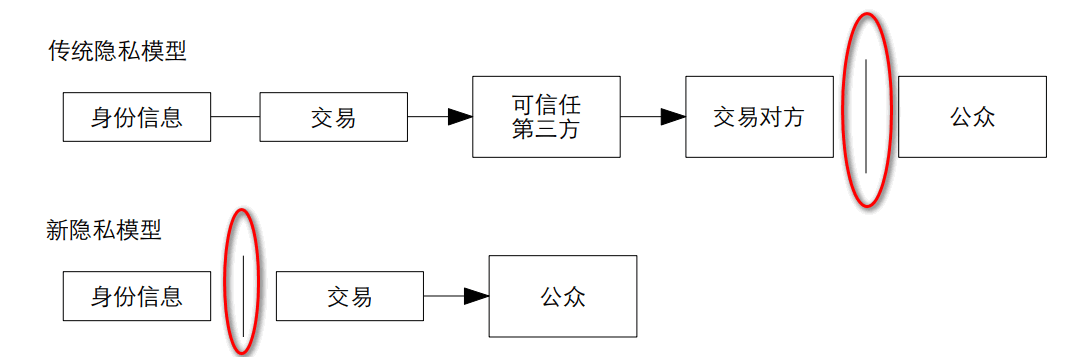 传统隐私模型
身份信息
交易
可信任
第三方
交易对方
公众
新隐私模型
身份信息
交易
公众